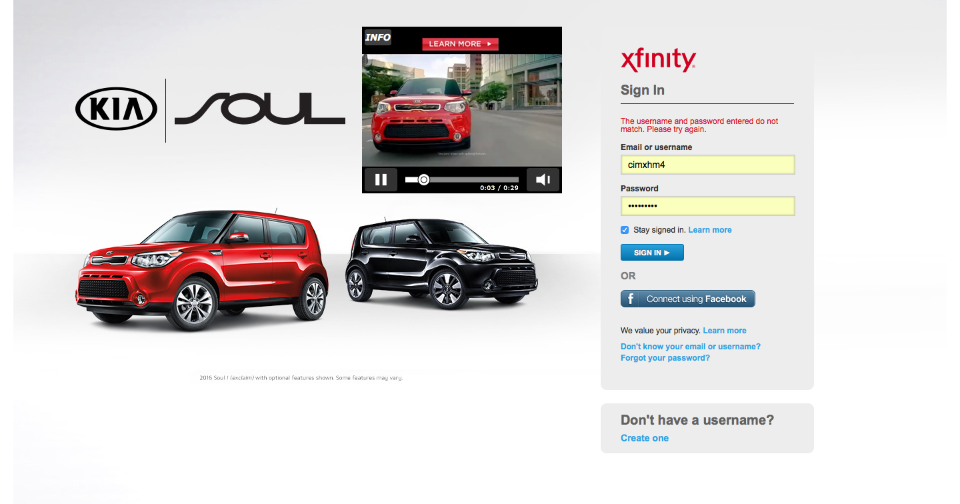 INFO
LEARN MORE
KIA
SOUL
0:03 / 0:29
2016 Soul ! (exclaim) with optional features shown. Some features may vary.
xfinity
Sign In
The username and password entered do not
match. Please try again.
Email or username
cimxhm4
Password
•••••••••
Stay signed in. Learn more
SIGN IN
OR
f Connect using Facebook
We value your privacy. Learn more
Don't know your email or username?
Forgot your password?
Don't have a username?
Create one